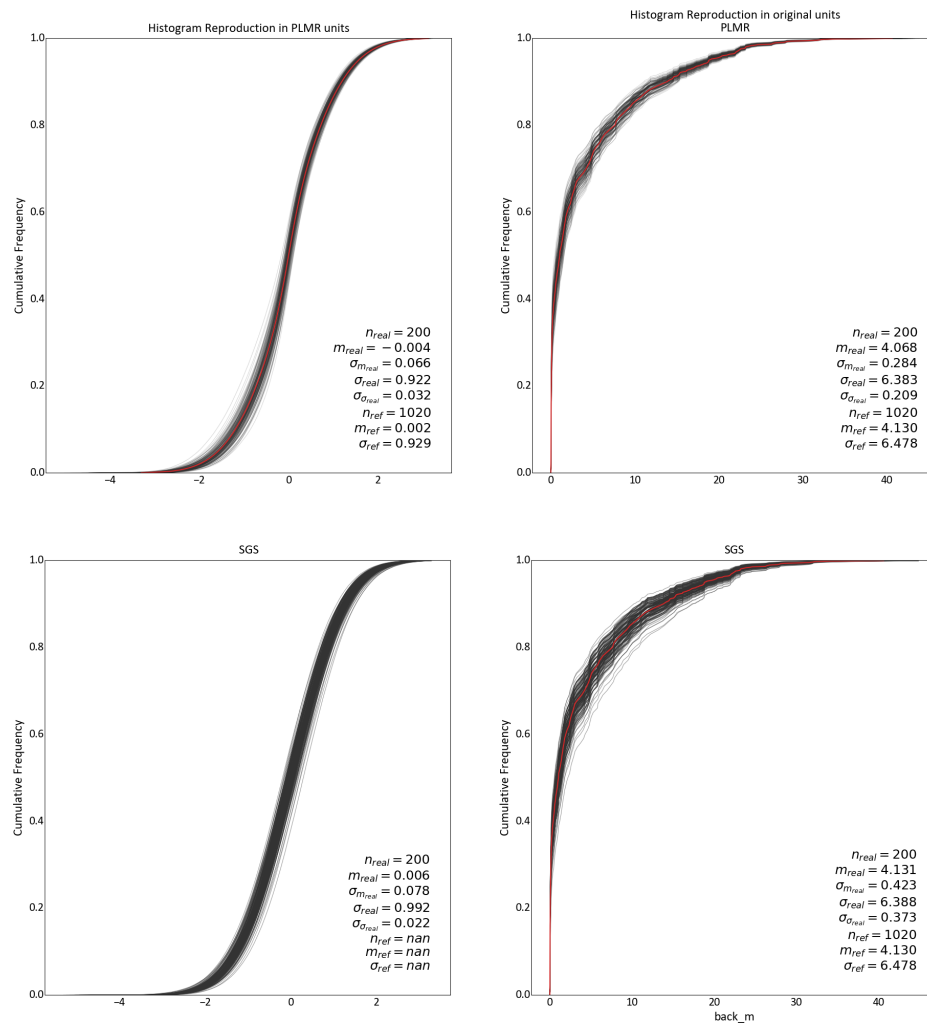 Histogram Reproduction in PLMR units
1.0
0.8
0.6
0.4
0.2
0.0
Cumulative Frequency
−4 −2 0 2
n_real = 200
m_real = −0.004
σ_m_real = 0.066
σ_real = 0.922
σ_σ_real = 0.032
n_ref = 1020
m_ref = 0.002
σ_ref = 0.929
Histogram Reproduction in original units
PLMR
1.0
0.8
0.6
0.4
0.2
0.0
Cumulative Frequency
0 10 20 30 40
n_real = 200
m_real = 4.068
σ_m_real = 0.284
σ_real = 6.383
σ_σ_real = 0.209
n_ref = 1020
m_ref = 4.130
σ_ref = 6.478
SGS
1.0
0.8
0.6
0.4
0.2
0.0
Cumulative Frequency
−4 −2 0 2
n_real = 200
m_real = 0.006
σ_m_real = 0.078
σ_real = 0.992
σ_σ_real = 0.022
n_ref = nan
m_ref = nan
σ_ref = nan
SGS
1.0
0.8
0.6
0.4
0.2
0.0
Cumulative Frequency
0 10 20 30 40
back_m
n_real = 200
m_real = 4.131
σ_m_real = 0.423
σ_real = 6.388
σ_σ_real = 0.373
n_ref = 1020
m_ref = 4.130
σ_ref = 6.478